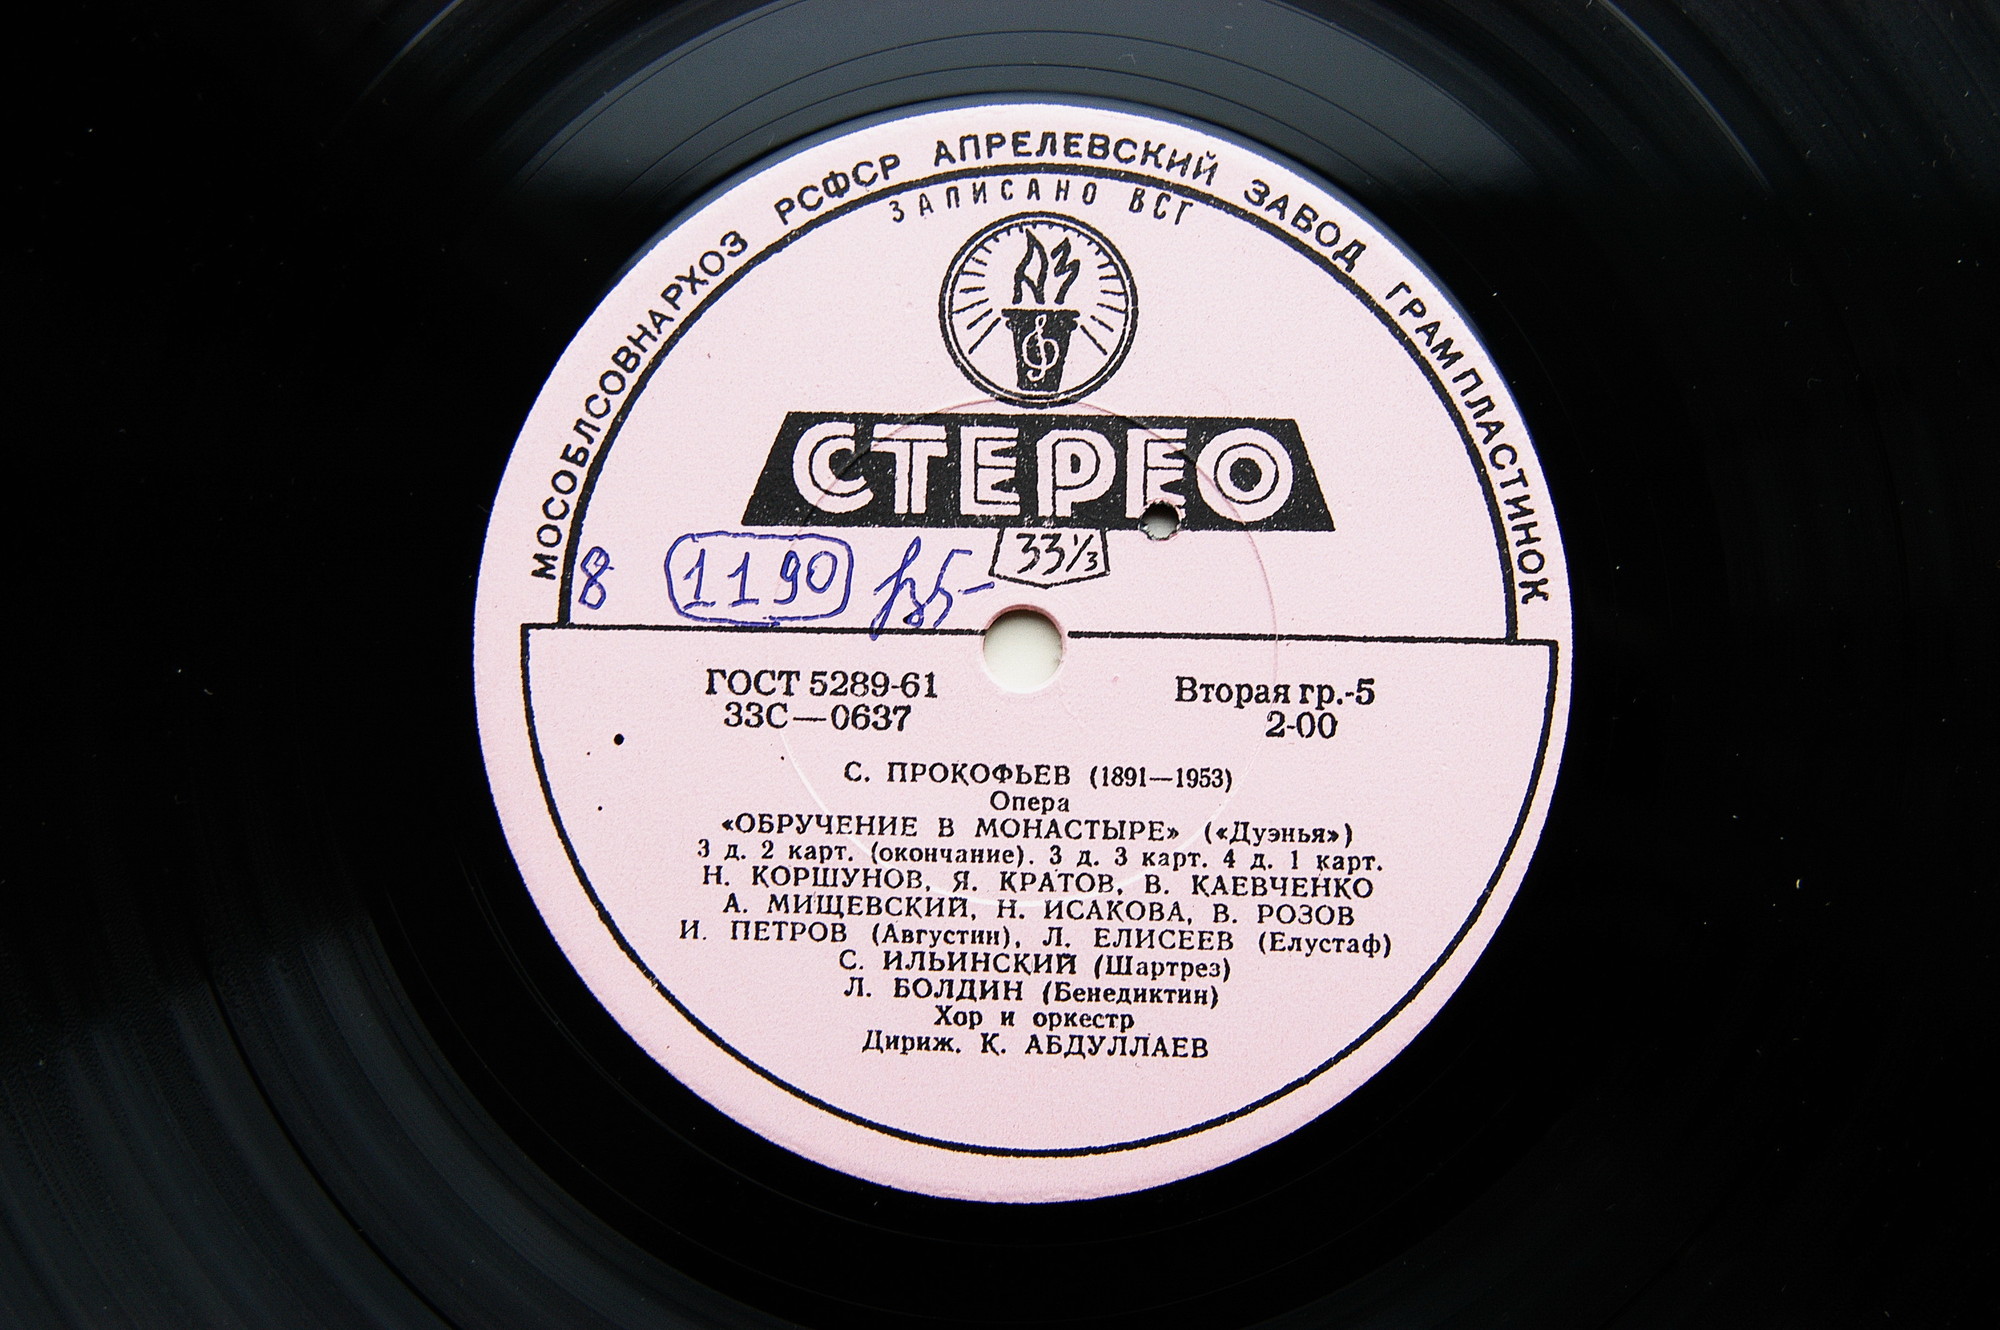 МОСОБЛСОВНАРХОЗ РСФСР АПРЕЛЕВСКИЙ ЗАВОД ГРАМПЛАСТИНОК
ЗАПИСАНО ВСГ
СТЕРЕО
33⅓
8 1190
ГОСТ 5289-61 Вторая гр.-5
33С—0637 2-00
С. ПРОКОФЬЕВ (1891—1953)
Опера
«ОБРУЧЕНИЕ В МОНАСТЫРЕ» («Дуэнья»)
3 д. 2 карт. (окончание). 3 д. 3 карт. 4 д. 1 карт.
Н. КОРШУНОВ, Я. КРАТОВ, В. КАЕВЧЕНКО
А. МИЩЕВСКИЙ, Н. ИСАКОВА, В. РОЗОВ
И. ПЕТРОВ (Августин), Л. ЕЛИСЕЕВ (Елустаф)
С. ИЛЬИНСКИЙ (Шартрез)
Л. БОЛДИН (Бенедиктин)
Хор и оркестр
Дириж. К. АБДУЛЛАЕВ